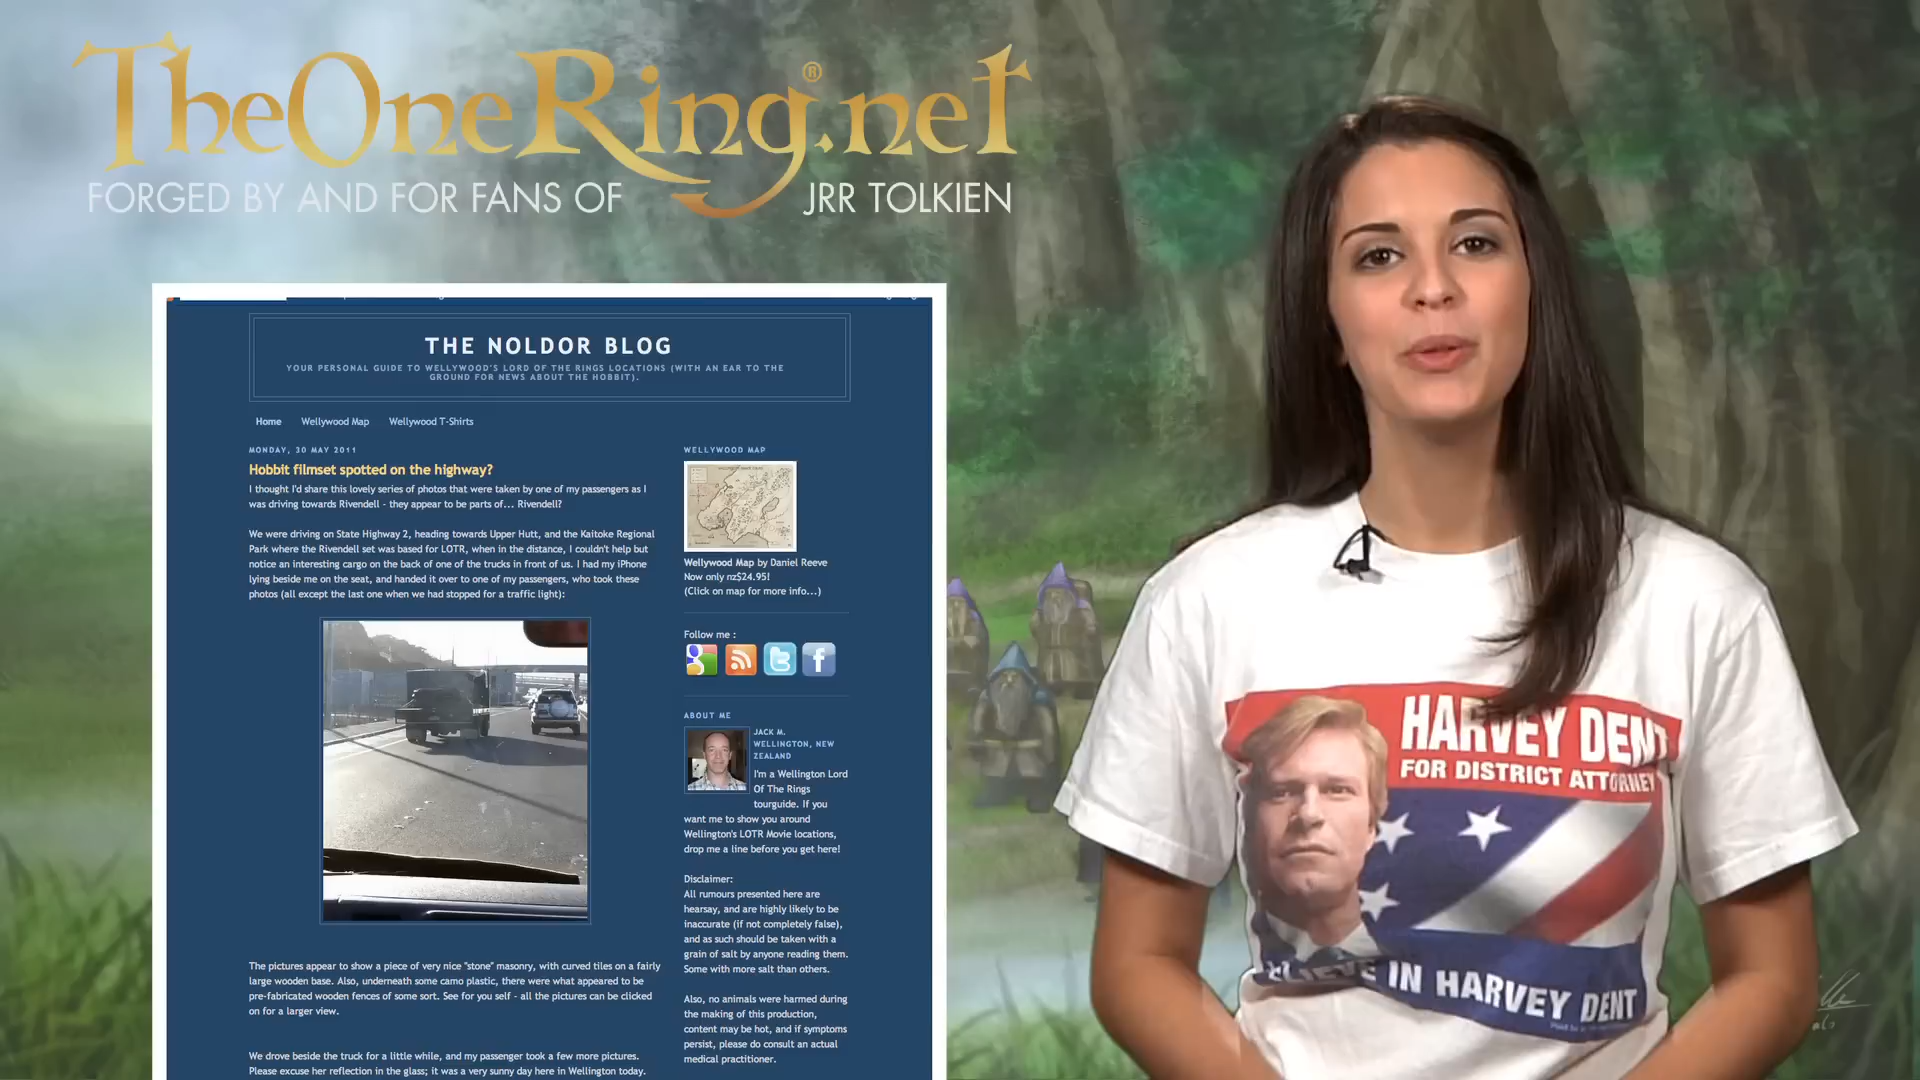 TheOneRing.net®
FORGED BY AND FOR FANS OF JRR TOLKIEN
THE NOLDOR BLOG
YOUR PERSONAL GUIDE TO WELLYWOOD'S LORD OF THE RINGS LOCATIONS (WITH AN EAR TO THE
GROUND FOR NEWS ABOUT THE HOBBIT).
Home Wellywood Map Wellywood T-Shirts
MONDAY, 30 MAY 2011
Hobbit filmset spotted on the highway?
I thought I'd share this lovely series of photos that were taken by one of my passengers as I
was driving towards Rivendell - they appear to be parts of... Rivendell?
We were driving on State Highway 2, heading towards Upper Hutt, and the Kaitoke Regional
Park where the Rivendell set was based for LOTR, when in the distance, I couldn't help but
notice an interesting cargo on the back of one of the trucks in front of us. I had my iPhone
lying beside me on the seat, and handed it over to one of my passengers, who took these
photos (all except the last one when we had stopped for a traffic light):
The pictures appear to show a piece of very nice "stone" masonry, with curved tiles on a fairly
large wooden base. Also, underneath some camo plastic, there were what appeared to be
pre-fabricated wooden fences of some sort. See for you self - all the pictures can be clicked
on for a larger view.
We drove beside the truck for a little while, and my passenger took a few more pictures.
Please excuse her reflection in the glass; it was a very sunny day here in Wellington today.
WELLYWOOD MAP
Wellywood Map by Daniel Reeve
Now only nz$24.95!
(Click on map for more info...)
Follow me :
ABOUT ME
JACK M.
WELLINGTON, NEW
ZEALAND
I'm a Wellington Lord
Of The Rings
tourguide. If you
want me to show you around
Wellington's LOTR Movie locations,
drop me a line before you get here!
Disclaimer:
All rumours presented here are
hearsay, and are highly likely to be
inaccurate (if not completely false),
and as such should be taken with a
grain of salt by anyone reading them.
Some with more salt than others.
Also, no animals were harmed during
the making of this production,
content may be hot, and if symptoms
persist, please do consult an actual
medical practitioner.
HARVEY DENT
FOR DISTRICT ATTORNEY
IN HARVEY DENT